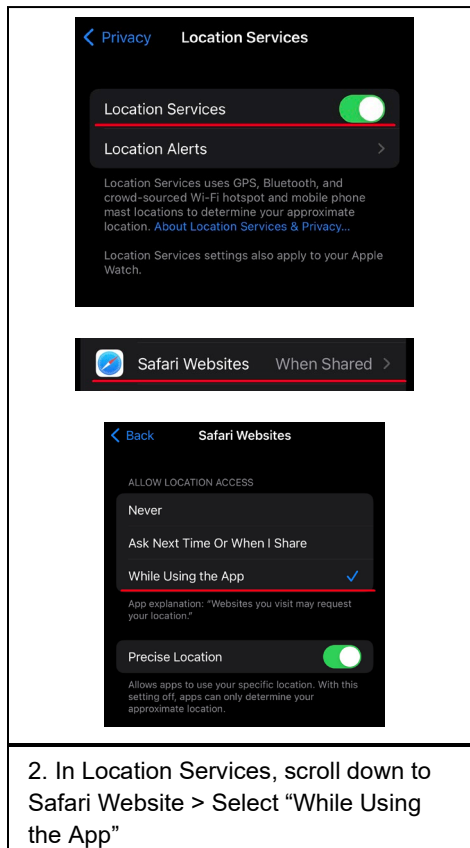 Privacy Location Services
Location Services
Location Alerts
Location Services uses GPS, Bluetooth, and
crowd-sourced Wi-Fi hotspot and mobile phone
mast locations to determine your approximate
location. About Location Services & Privacy...
Location Services settings also apply to your Apple
Watch.
Safari Websites When Shared
Back Safari Websites
ALLOW LOCATION ACCESS
Never
Ask Next Time Or When I Share
While Using the App
App explanation: “Websites you visit may request
your location.”
Precise Location
Allows apps to use your specific location. With this
setting off, apps can only determine your
approximate location.
2. In Location Services, scroll down to
Safari Website > Select “While Using
the App”